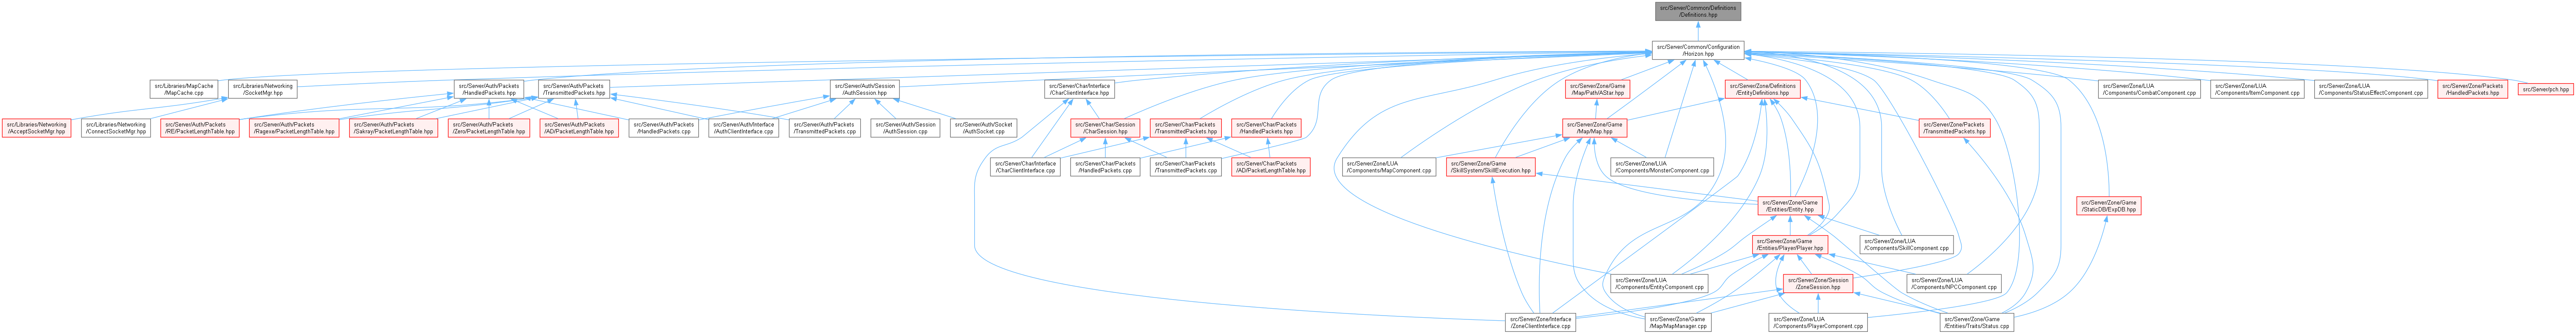 src/Server/Common/Definitions
/Definitions.hpp
src/Server/Common/Configuration
/Horizon.hpp
src/Libraries/MapCache
/MapCache.cpp
src/Libraries/Networking
/SocketMgr.hpp
src/Server/Auth/Packets
/HandledPackets.hpp
src/Server/Auth/Packets
/TransmittedPackets.hpp
src/Server/Auth/Session
/AuthSession.hpp
src/Server/Char/Interface
/CharClientInterface.hpp
src/Server/Zone/Game
/Map/Path/AStar.hpp
src/Server/Zone/Definitions
/EntityDefinitions.hpp
src/Server/Zone/LUA
/Components/CombatComponent.cpp
src/Server/Zone/LUA
/Components/ItemComponent.cpp
src/Server/Zone/LUA
/Components/StatusEffectComponent.cpp
src/Server/Zone/Packets
/HandledPackets.hpp
src/Server/pch.hpp
src/Libraries/Networking
/AcceptSocketMgr.hpp
src/Libraries/Networking
/ConnectSocketMgr.hpp
src/Server/Auth/Packets
/RE/PacketLengthTable.hpp
src/Server/Auth/Packets
/Ragexe/PacketLengthTable.hpp
src/Server/Auth/Packets
/Sakray/PacketLengthTable.hpp
src/Server/Auth/Packets
/Zero/PacketLengthTable.hpp
src/Server/Auth/Packets
/AD/PacketLengthTable.hpp
src/Server/Auth/Packets
/HandledPackets.cpp
src/Server/Auth/Interface
/AuthClientInterface.cpp
src/Server/Auth/Packets
/TransmittedPackets.cpp
src/Server/Auth/Session
/AuthSession.cpp
src/Server/Auth/Socket
/AuthSocket.cpp
src/Server/Char/Session
/CharSession.hpp
src/Server/Char/Packets
/TransmittedPackets.hpp
src/Server/Char/Packets
/HandledPackets.hpp
src/Server/Zone/Game
/Map/Map.hpp
src/Server/Zone/Packets
/TransmittedPackets.hpp
src/Server/Char/Interface
/CharClientInterface.cpp
src/Server/Char/Packets
/HandledPackets.cpp
src/Server/Char/Packets
/TransmittedPackets.cpp
src/Server/Char/Packets
/AD/PacketLengthTable.hpp
src/Server/Zone/LUA
/Components/MapComponent.cpp
src/Server/Zone/Game
/SkillSystem/SkillExecution.hpp
src/Server/Zone/LUA
/Components/MonsterComponent.cpp
src/Server/Zone/Game
/Entities/Entity.hpp
src/Server/Zone/Game
/StaticDB/ExpDB.hpp
src/Server/Zone/Game
/Entities/Player/Player.hpp
src/Server/Zone/LUA
/Components/SkillComponent.cpp
src/Server/Zone/LUA
/Components/EntityComponent.cpp
src/Server/Zone/Session
/ZoneSession.hpp
src/Server/Zone/LUA
/Components/NPCComponent.cpp
src/Server/Zone/Interface
/ZoneClientInterface.cpp
src/Server/Zone/Game
/Map/MapManager.cpp
src/Server/Zone/LUA
/Components/PlayerComponent.cpp
src/Server/Zone/Game
/Entities/Traits/Status.cpp